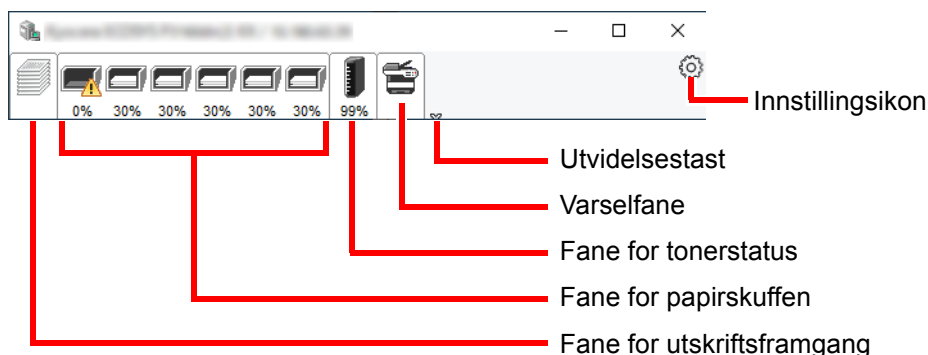 0% 30% 30% 30% 30% 30% 99%
Innstillingsikon
Utvidelsestast
Varselfane
Fane for tonerstatus
Fane for papirskuffen
Fane for utskriftsframgang